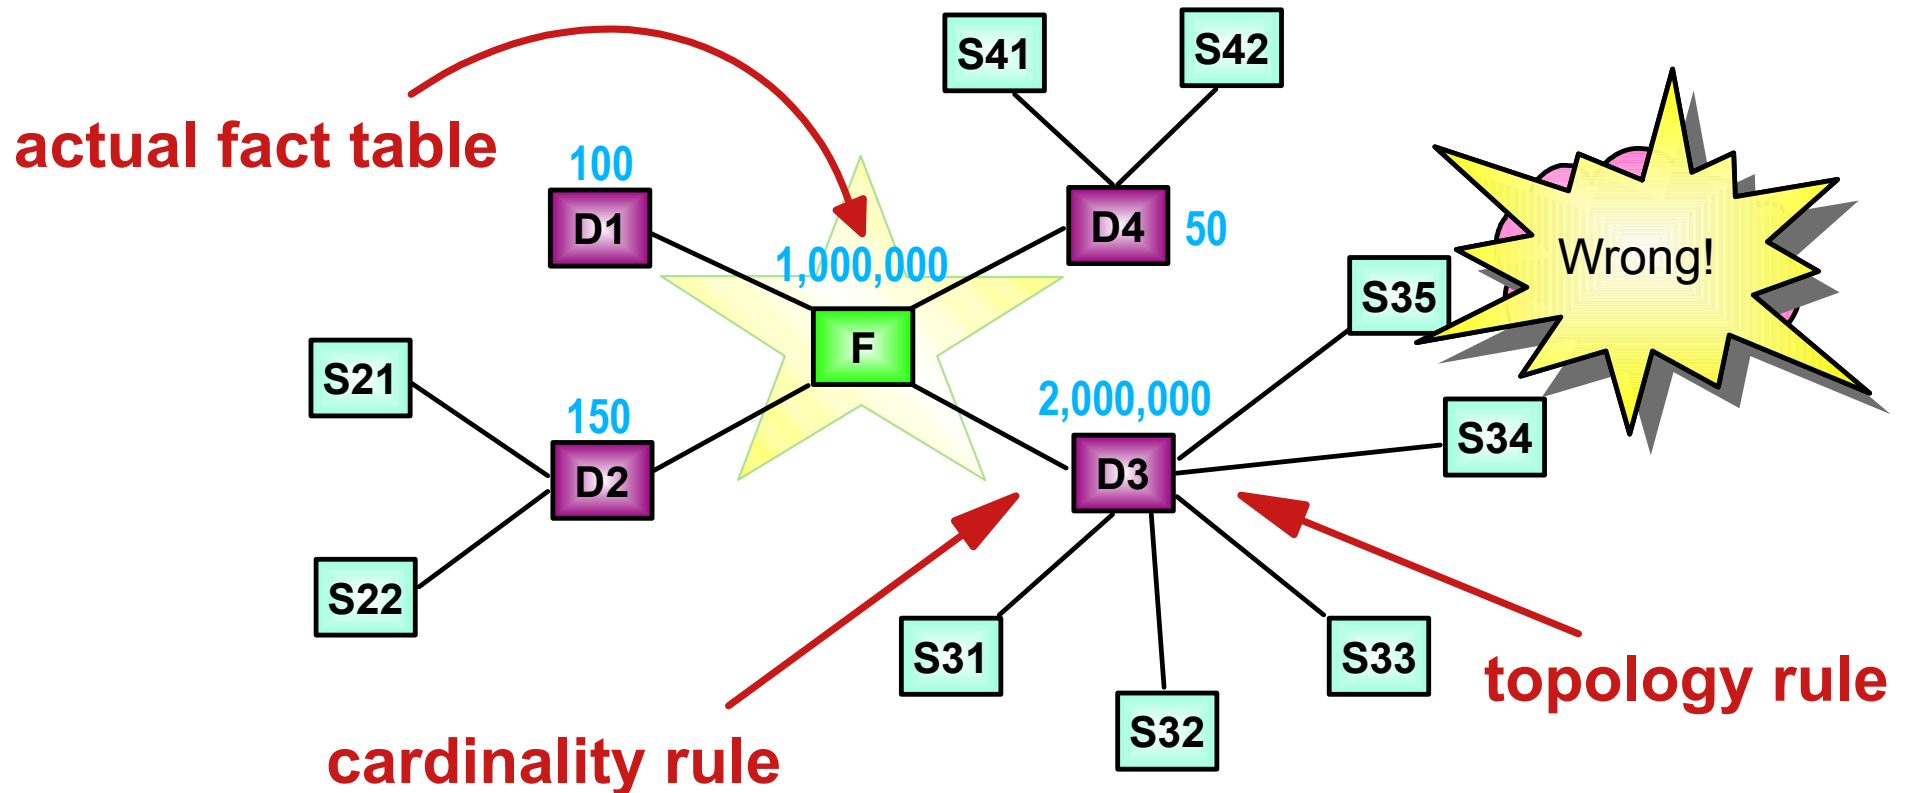 S41
S42
actual fact table
100
D1
D4
50
1,000,000
Wrong!
S35
F
S21
2,000,000
150
S34
D2
D3
S22
S31
S33
topology rule
S32
cardinality rule